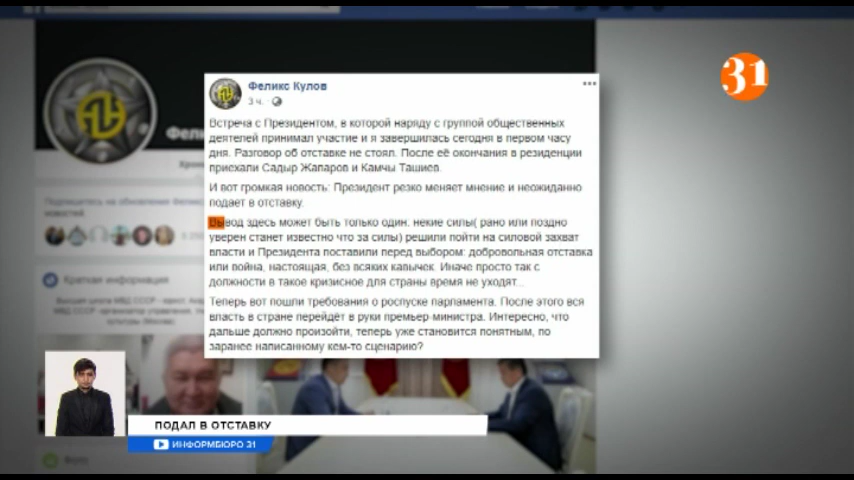 31
Феликс Кулов
3 ч.
Встреча с Президентом, в которой наряду с группой общественных
деятелей принимал участие и я завершилась сегодня в первом часу
дня. Разговор об отставке не стоял. После её окончания в резиденции
приехали Садыр Жапаров и Камчы Ташиев.
И вот громкая новость: Президент резко меняет мнение и неожиданно
подает в отставку.
Вывод здесь может быть только один: некие силы( рано или поздно
уверен станет известно что за силы) решили пойти на силовой захват
власти и Президента поставили перед выбором: добровольная отставка
или война, настоящая, без всяких кавычек. Иначе просто так с
должности в такое кризисное для страны время не уходят...
Теперь вот пошли требования о роспуске парламента. После этого вся
власть в стране перейдёт в руки премьер-министра. Интересно, что
дальше должно произойти, теперь уже становится понятным, по
заранее написанному кем-то сценарию?
Краткая информация
ПОДАЛ В ОТСТАВКУ
ИНФОРМБЮРО 31